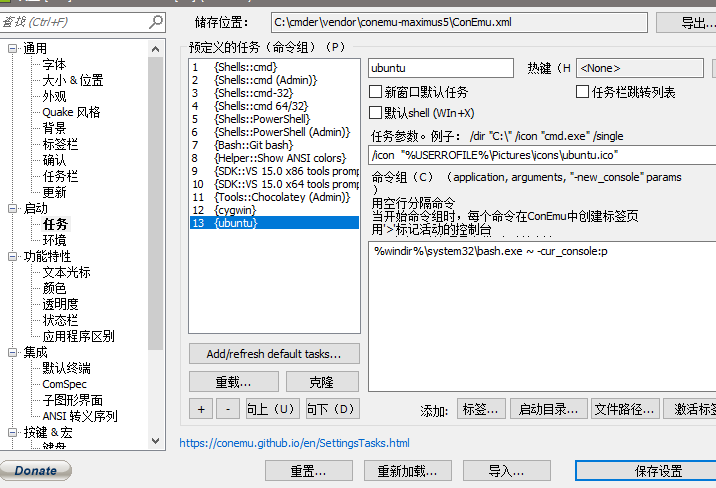 查找 (Ctrl+F)
储存位置：
C:\cmder\vendor\conemu-maximus5\ConEmu.xml
导出...
通用
字体
大小 & 位置
外观
Quake 风格
背景
标签栏
确认
任务栏
更新
启动
任务
环境
功能特性
文本光标
颜色
透明度
状态栏
应用程序区别
集成
默认终端
ComSpec
子图形界面
ANSI 转义序列
按键 & 宏
键盘
预定义的任务（命令组）（P）
1 {Shells::cmd}
2 {Shells::cmd (Admin)}
3 {Shells::cmd-32}
4 {Shells::cmd 64/32}
5 {Shells::PowerShell}
6 {Shells::PowerShell (Admin)}
7 {Bash::Git bash}
8 {Helper::Show ANSI colors}
9 {SDK::VS 15.0 x86 tools promp
10 {SDK::VS 15.0 x64 tools promp
11 {Tools::Chocolatey (Admin)}
12 {cygwin}
13 {ubuntu}
Add/refresh default tasks...
重载...
克隆
+
-
向上（U）
向下（D）
ubuntu
热键（H
<None>
新窗口默认任务
任务栏跳转列表
默认shell (WIn+X)
任务参数。例子： /dir "C:\" /icon "cmd.exe" /single
/icon "%USERROFILE%\Pictures\icons\ubuntu.ico"
命令组（C）（application, arguments, "-new_console" params
）
用空行分隔命令
当开始命令组时，每个命令在ConEmu中创建标签页
用'>'标记活动的控制台
%windir%\system32\bash.exe ~ -cur_console:p
添加:
标签...
启动目录...
文件路径...
激活标
https://conemu.github.io/en/SettingsTasks.html
Donate
重置...
重新加载...
导入...
保存设置